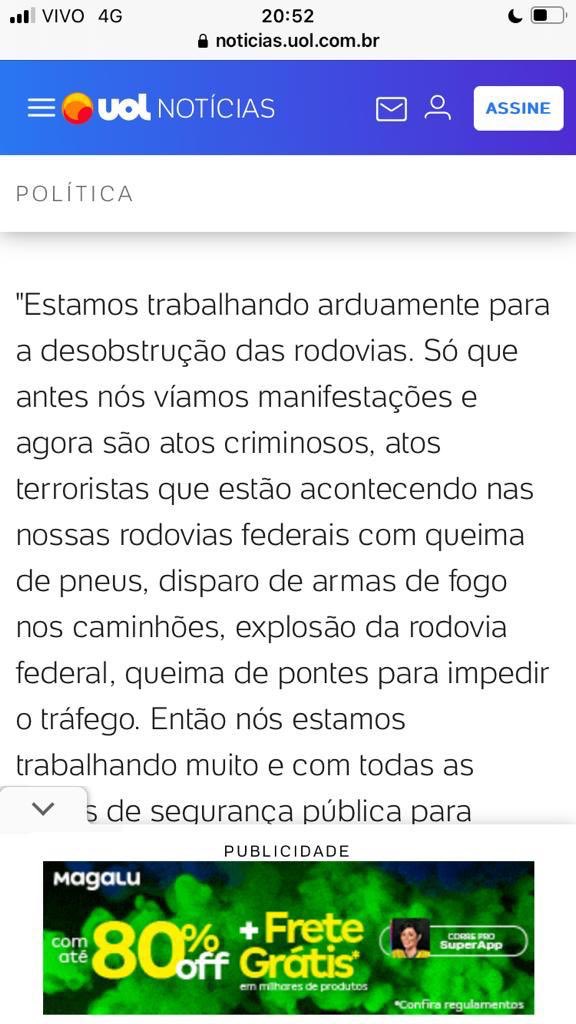 VIVO 4G 20:52
noticias.uol.com.br
uol NOTÍCIAS ASSINE
POLÍTICA
"Estamos trabalhando arduamente para
a desobstrução das rodovias. Só que
antes nós víamos manifestações e
agora são atos criminosos, atos
terroristas que estão acontecendo nas
nossas rodovias federais com queima
de pneus, disparo de armas de fogo
nos caminhões, explosão da rodovia
federal, queima de pontes para impedir
o tráfego. Então nós estamos
trabalhando muito e com todas as
de segurança pública para
PUBLICIDADE
Magalu
com até 80% off
+ Frete Grátis*
em milhares de produtos
CORRE PRO
SuperApp
*Confira regulamentos